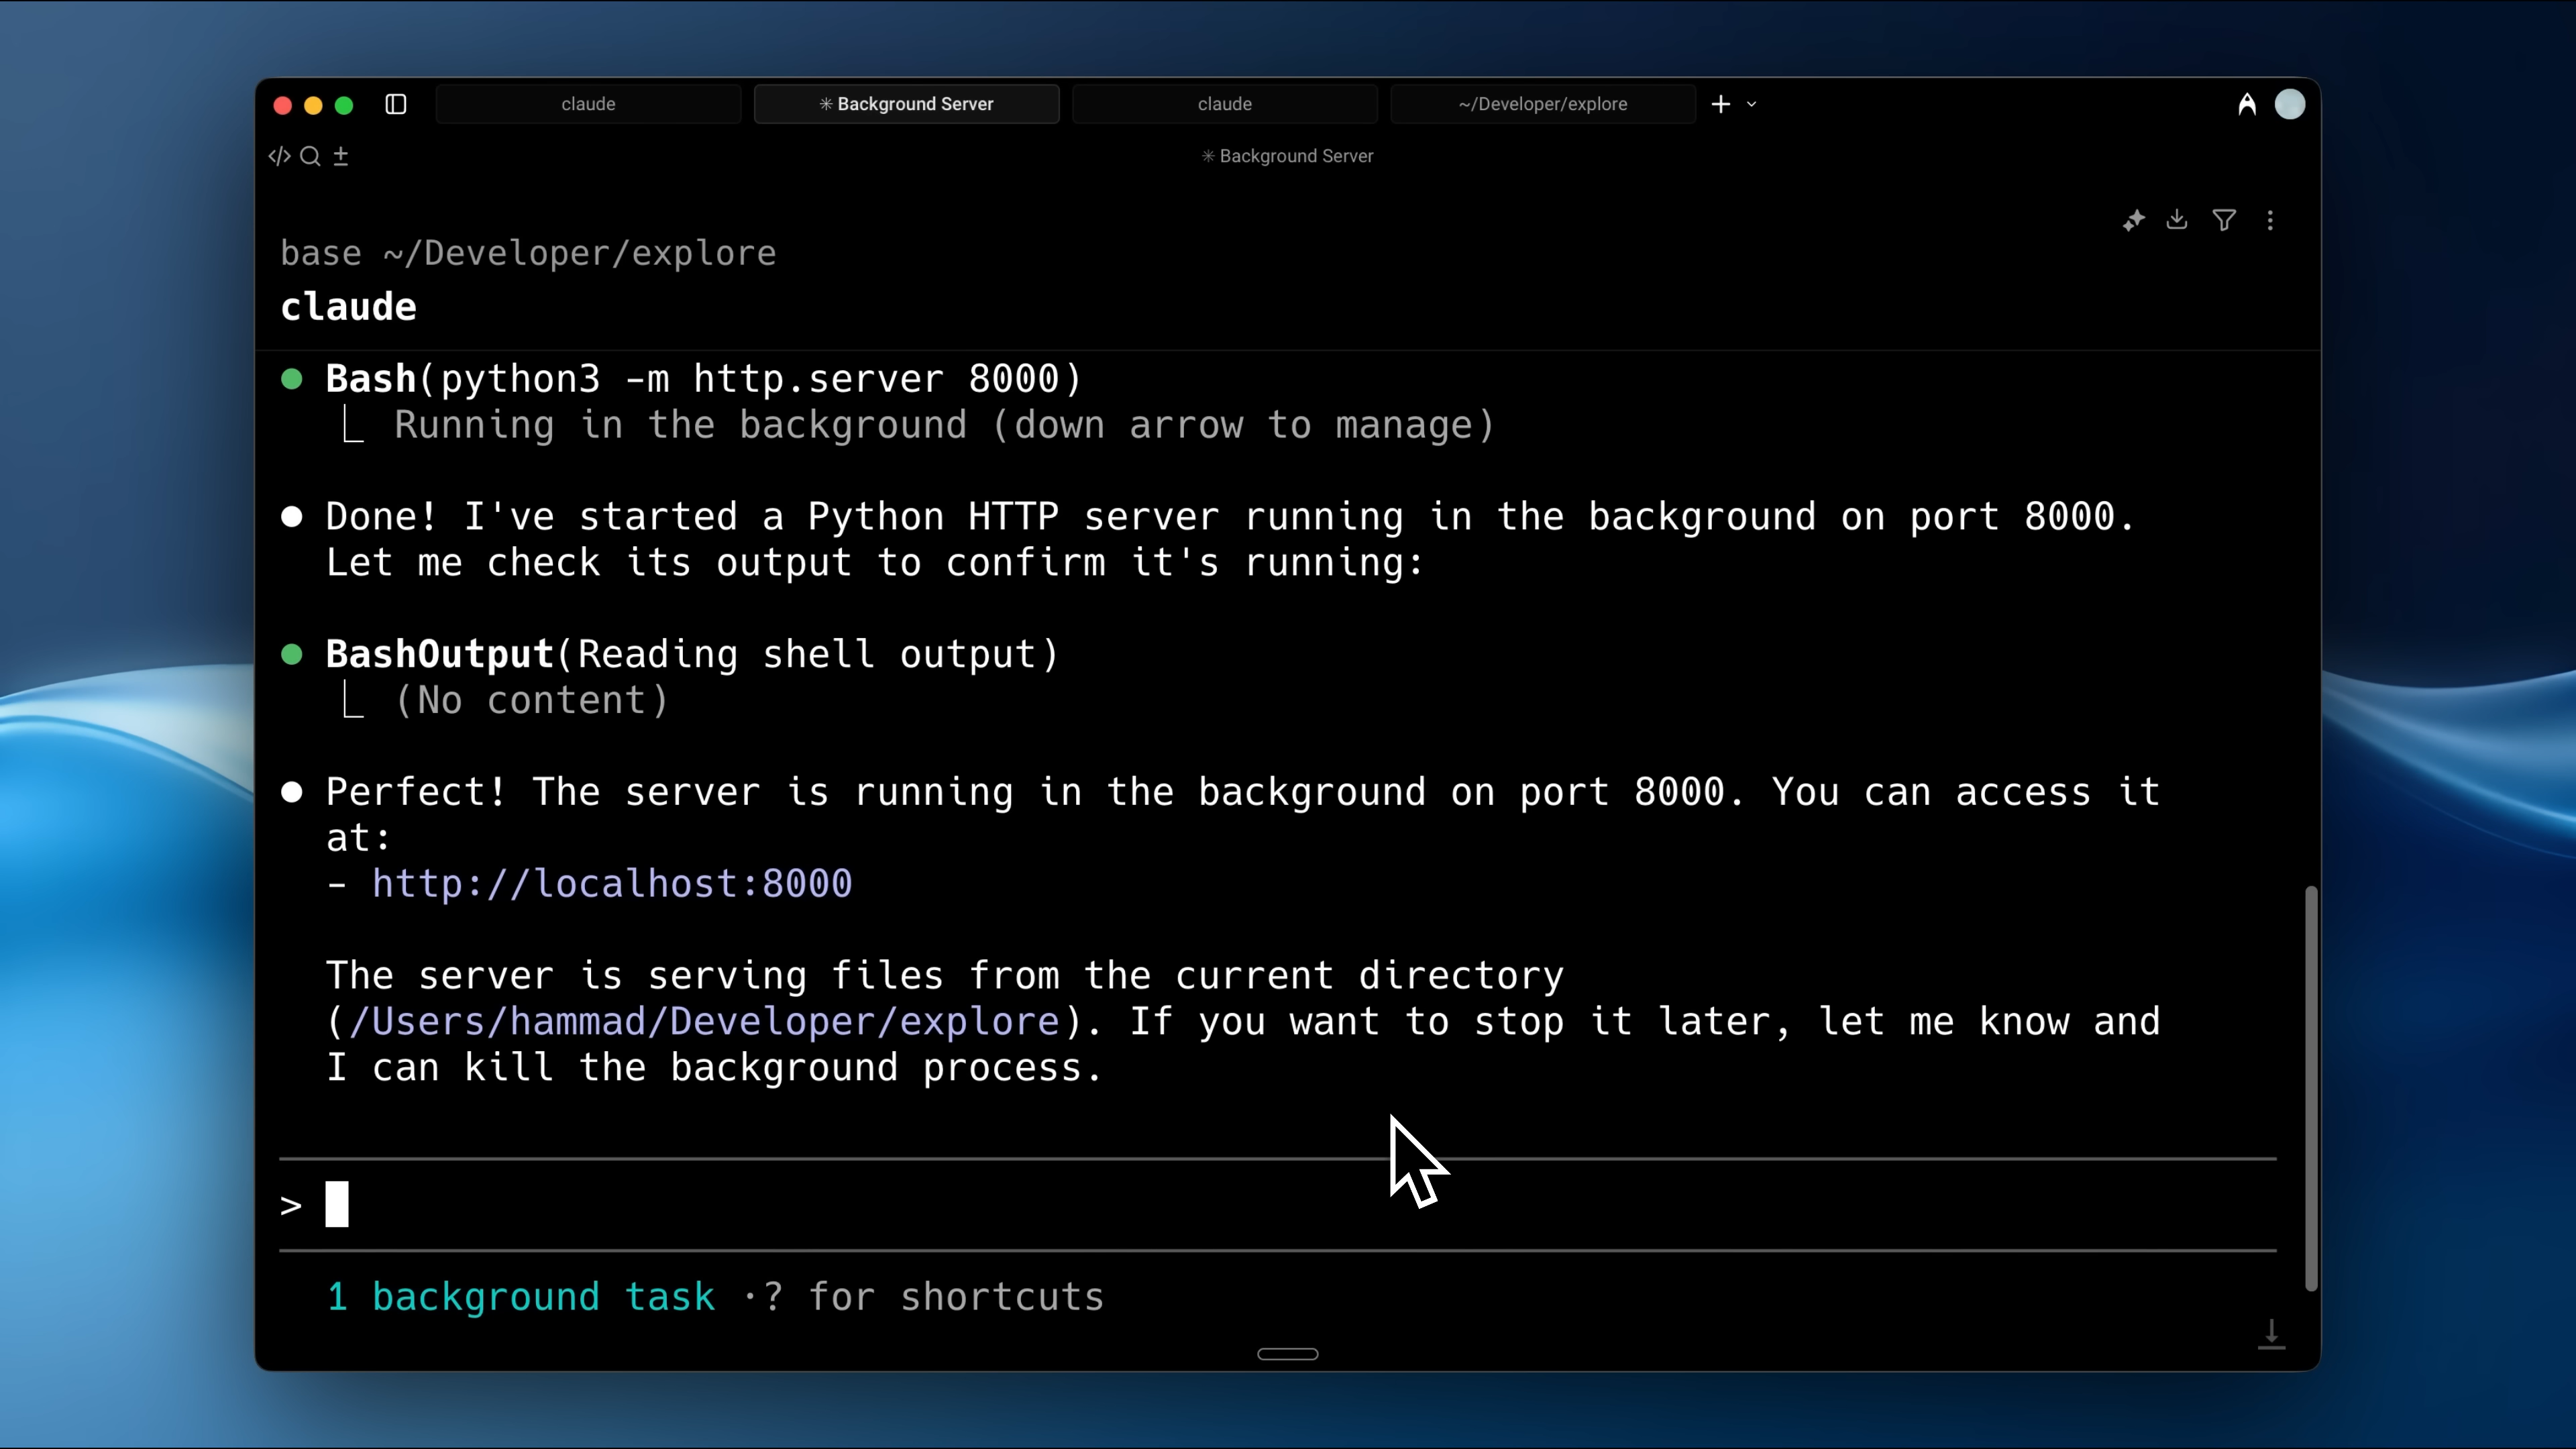 claude
✳ Background Server
claude
~/Developer/explore
✳ Background Server
base ~/Developer/explore
claude
Bash(python3 -m http.server 8000)
Running in the background (down arrow to manage)
Done! I've started a Python HTTP server running in the background on port 8000.
Let me check its output to confirm it's running:
BashOutput(Reading shell output)
(No content)
Perfect! The server is running in the background on port 8000. You can access it
at:
- http://localhost:8000
The server is serving files from the current directory
(/Users/hammad/Developer/explore). If you want to stop it later, let me know and
I can kill the background process.
>
1 background task · ? for shortcuts